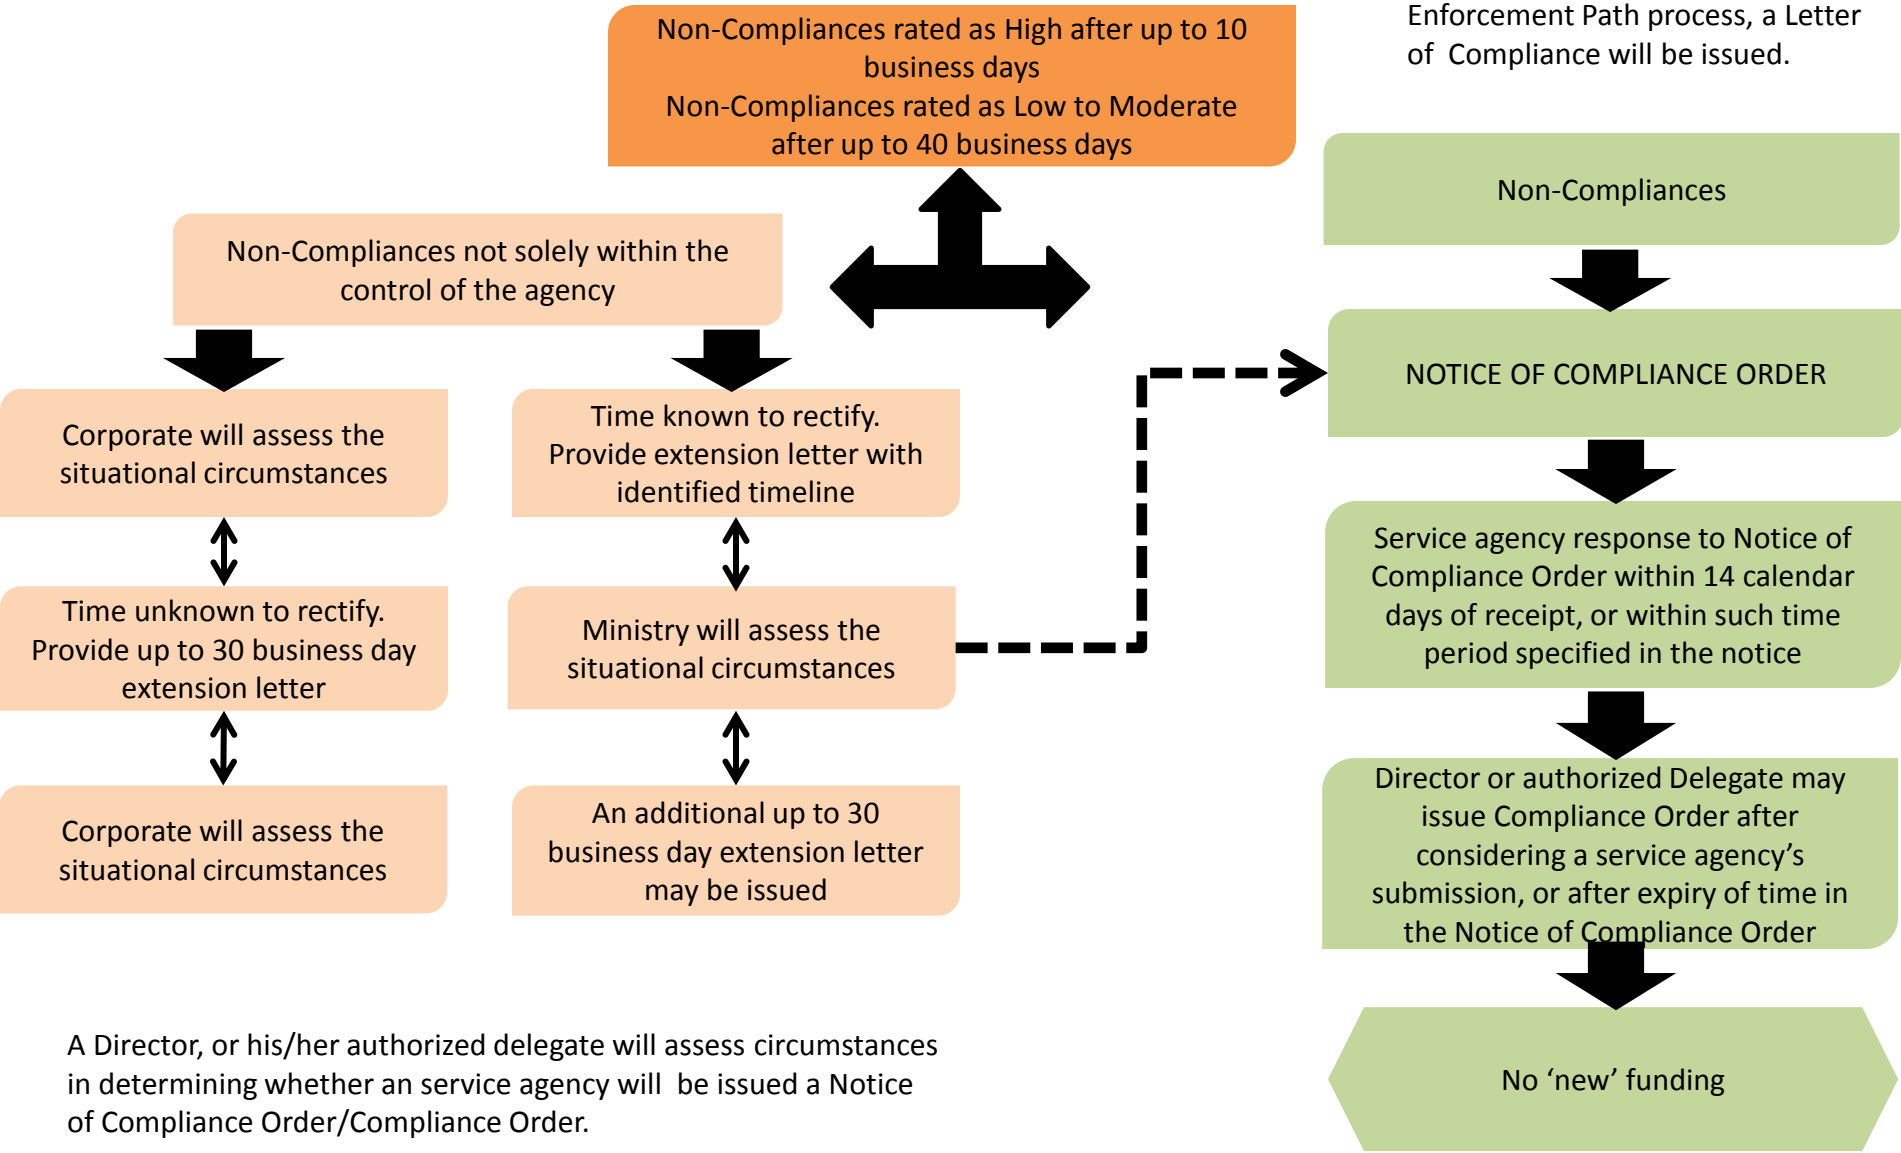 Non-Compliances rated as High after up to 10
business days
Non-Compliances rated as Low to Moderate
after up to 40 business days
Enforcement Path process, a Letter
of  Compliance will be issued.
Non-Compliances not solely within the
control of the agency
Corporate will assess the
situational circumstances
Time unknown to rectify.
Provide up to 30 business day
extension letter
Corporate will assess the
situational circumstances
Time known to rectify.
Provide extension letter with
identified timeline
Ministry will assess the
situational circumstances
An additional up to 30
business day extension letter
may be issued
Non-Compliances
NOTICE OF COMPLIANCE ORDER
Service agency response to Notice of
Compliance Order within 14 calendar
days of receipt, or within such time
period specified in the notice
Director or authorized Delegate may
issue Compliance Order after
considering a service agency’s
submission, or after expiry of time in
the Notice of Compliance Order
No ‘new’ funding
A Director, or his/her authorized delegate will assess circumstances
in determining whether an service agency will  be issued a Notice
of Compliance Order/Compliance Order.